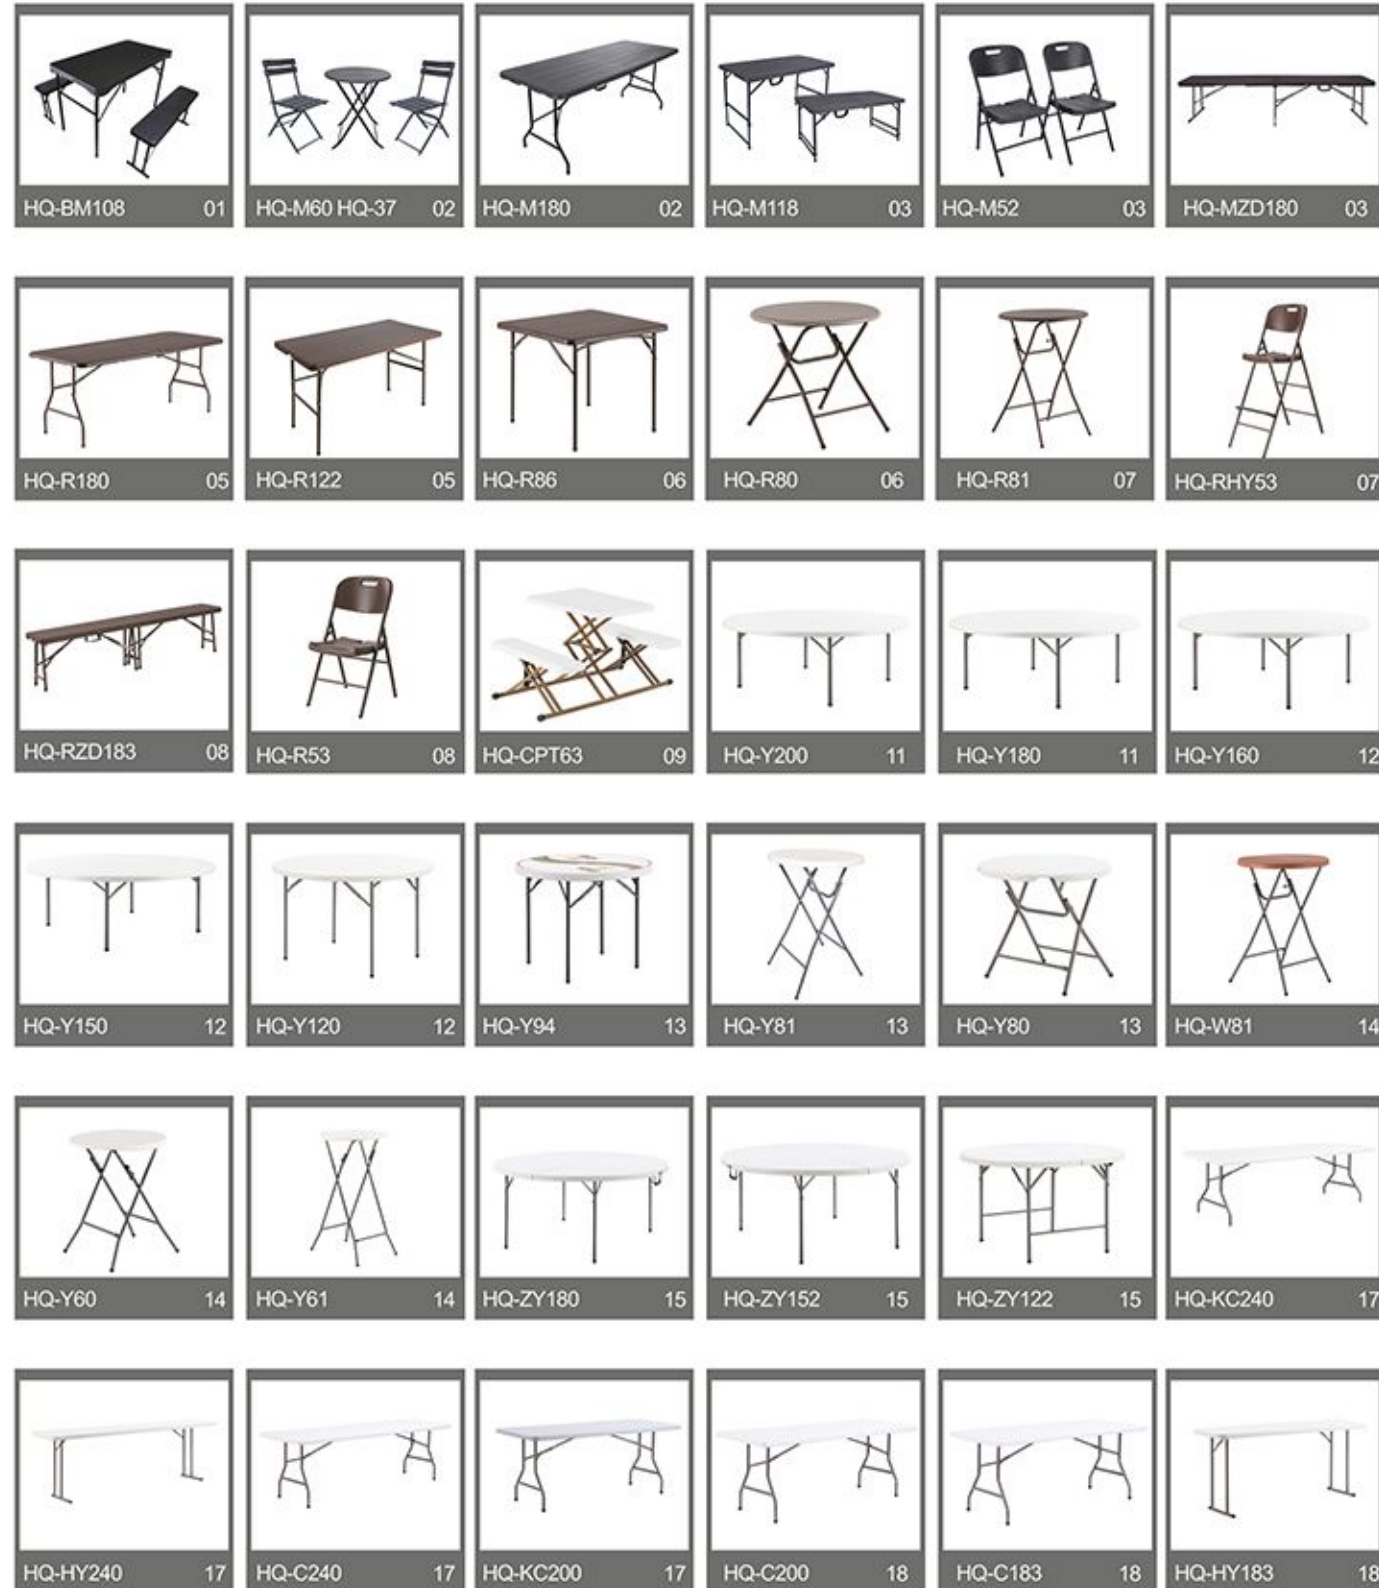 HQ-BM108 01
HQ-M60 HQ-37 02
HQ-M180 02
HQ-M118 03
HQ-M52 03
HQ-MZD180 03
HQ-R180 05
HQ-R122 05
HQ-R86 06
HQ-R80 06
HQ-R81 07
HQ-RHY53 07
HQ-RZD183 08
HQ-R53 08
HQ-CPT63 09
HQ-Y200 11
HQ-Y180 11
HQ-Y160 12
HQ-Y150 12
HQ-Y120 12
HQ-Y94 13
HQ-Y81 13
HQ-Y80 13
HQ-W81 14
HQ-Y60 14
HQ-Y61 14
HQ-ZY180 15
HQ-ZY152 15
HQ-ZY122 15
HQ-KC240 17
HQ-HY240 17
HQ-C240 17
HQ-KC200 17
HQ-C200 18
HQ-C183 18
HQ-HY183 18